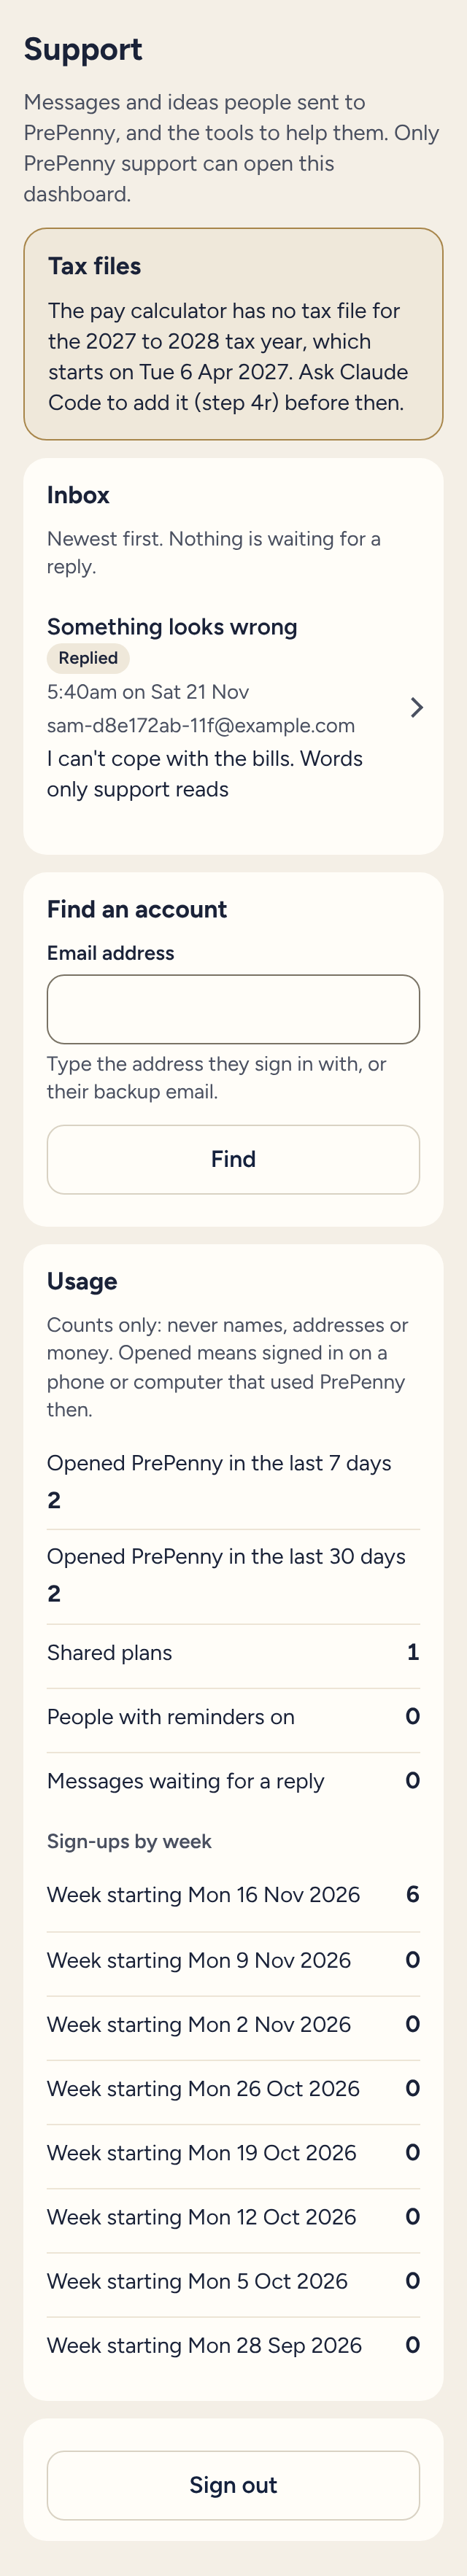 Support
Messages and ideas people sent to
PrePenny, and the tools to help them. Only
PrePenny support can open this
dashboard.
Tax files
The pay calculator has no tax file for
the 2027 to 2028 tax year, which
starts on Tue 6 Apr 2027. Ask Claude
Code to add it (step 4r) before then.
Inbox
Newest first. Nothing is waiting for a
reply.
Something looks wrong
Replied
5:40am on Sat 21 Nov
sam-d8e172ab-11f@example.com
I can't cope with the bills. Words
only support reads
Find an account
Email address
Type the address they sign in with, or
their backup email.
Find
Usage
Counts only: never names, addresses or
money. Opened means signed in on a
phone or computer that used PrePenny
then.
Opened PrePenny in the last 7 days
2
Opened PrePenny in the last 30 days
2
Shared plans 1
People with reminders on 0
Messages waiting for a reply 0
Sign-ups by week
Week starting Mon 16 Nov 2026 6
Week starting Mon 9 Nov 2026 0
Week starting Mon 2 Nov 2026 0
Week starting Mon 26 Oct 2026 0
Week starting Mon 19 Oct 2026 0
Week starting Mon 12 Oct 2026 0
Week starting Mon 5 Oct 2026 0
Week starting Mon 28 Sep 2026 0
Sign out